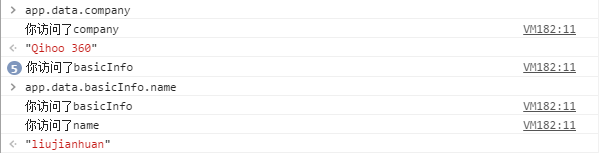 > app.data.company
你访问了company VM182:11
"Qihoo 360"
5 你访问了basicInfo VM182:11
> app.data.basicInfo.name
你访问了basicInfo VM182:11
你访问了name VM182:11
"liujianhuan"